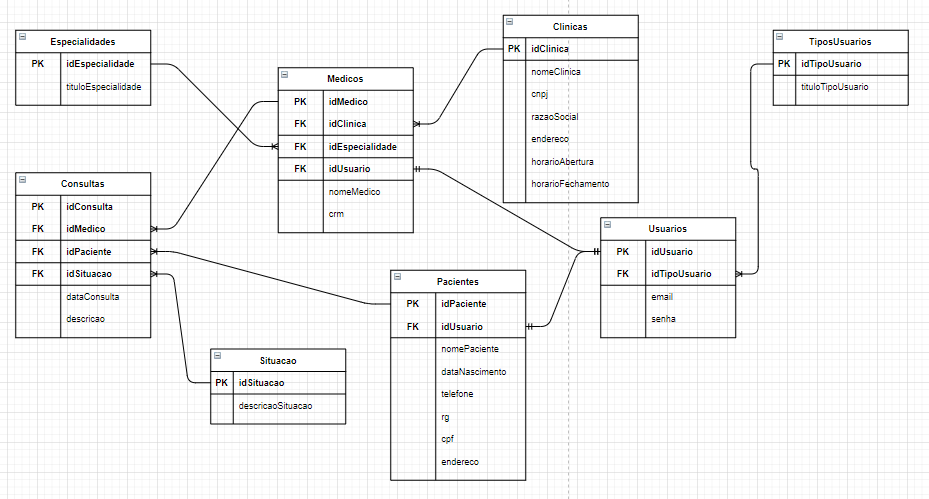 Especialidades
PK idEspecialidade
tituloEspecialidade
Medicos
PK idMedico
FK idClinica
FK idEspecialidade
FK idUsuario
nomeMedico
crm
Clinicas
PK idClinica
nomeClinica
cnpj
razaoSocial
endereco
horarioAbertura
horarioFechamento
TiposUsuarios
PK idTipoUsuario
tituloTipoUsuario
Consultas
PK idConsulta
FK idMedico
FK idPaciente
FK idSituacao
dataConsulta
descricao
Usuarios
PK idUsuario
FK idTipoUsuario
email
senha
Pacientes
PK idPaciente
FK idUsuario
nomePaciente
dataNascimento
telefone
rg
cpf
endereco
Situacao
PK idSituacao
descricaoSituacao